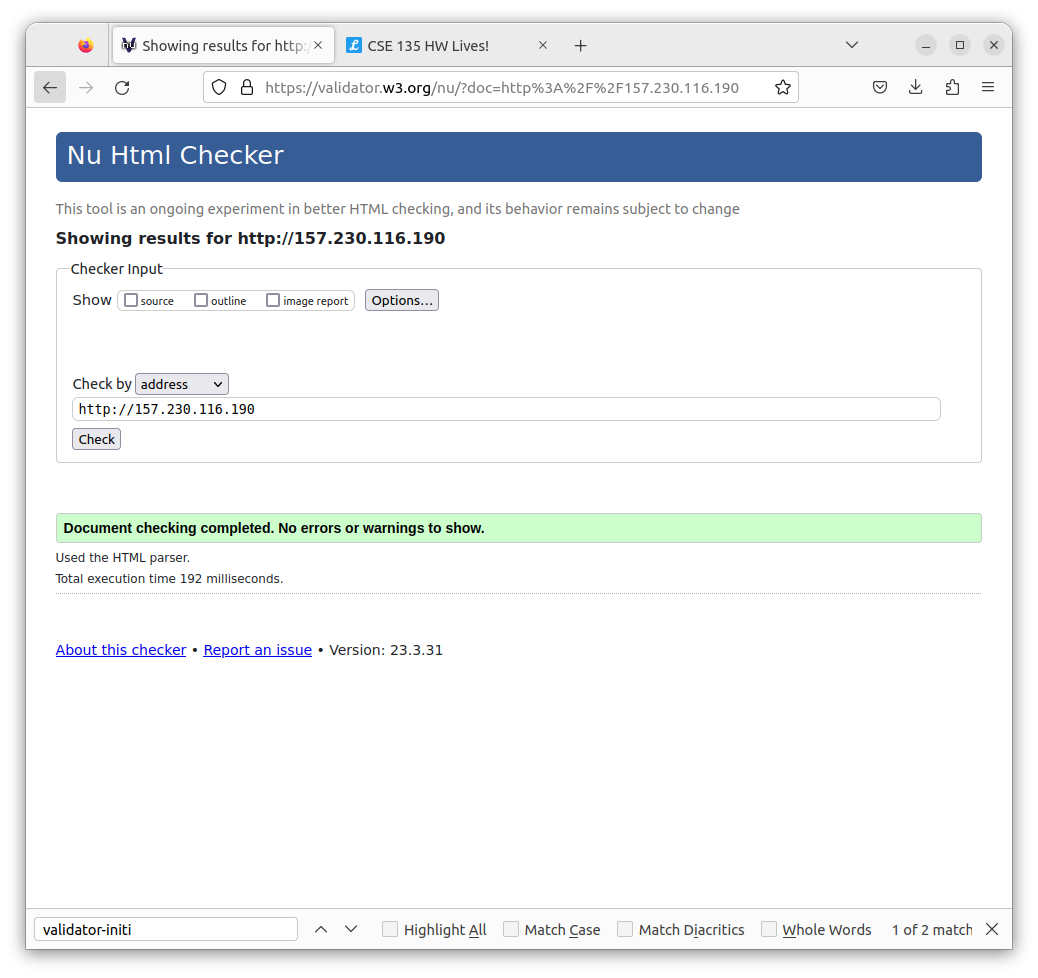 Showing results for http:/
CSE 135 HW Lives!
https://validator.w3.org/nu/?doc=http%3A%2F%2F157.230.116.190
Nu Html Checker
This tool is an ongoing experiment in better HTML checking, and its behavior remains subject to change
Showing results for http://157.230.116.190
Checker Input
Show source outline image report Options...
Check by address
http://157.230.116.190
Check
Document checking completed. No errors or warnings to show.
Used the HTML parser.
Total execution time 192 milliseconds.
About this checker • Report an issue • Version: 23.3.31
validator-initi Highlight All Match Case Match Diacritics Whole Words 1 of 2 match